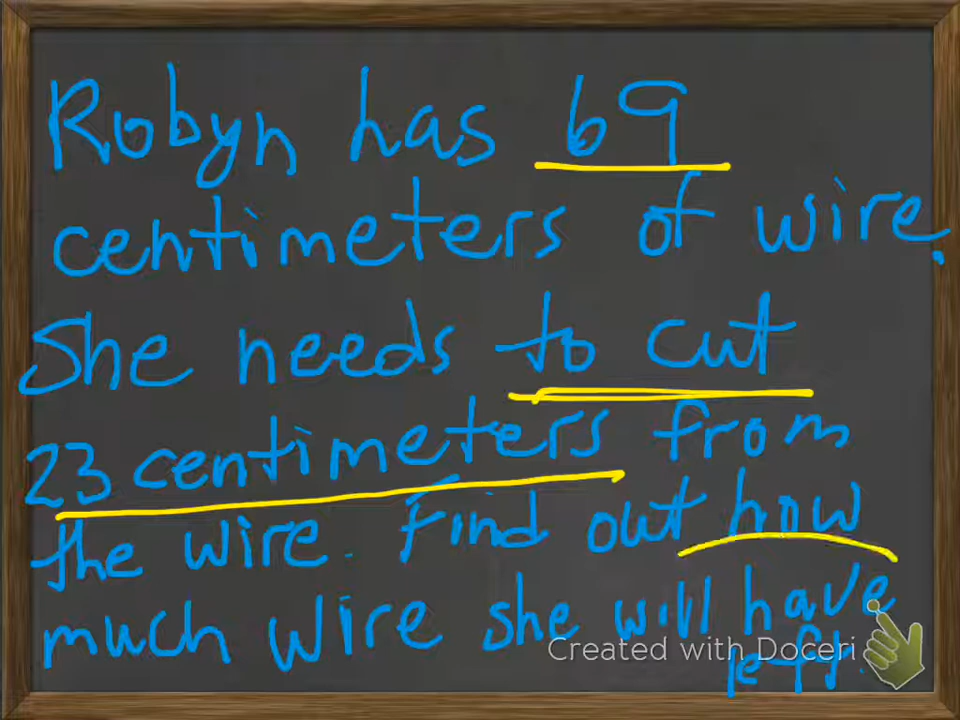 Robyn has 69
centimeters of wire.
She needs to cut
23 centimeters from
the wire. Find out how
much wire she will have
left.
Created with Doceri